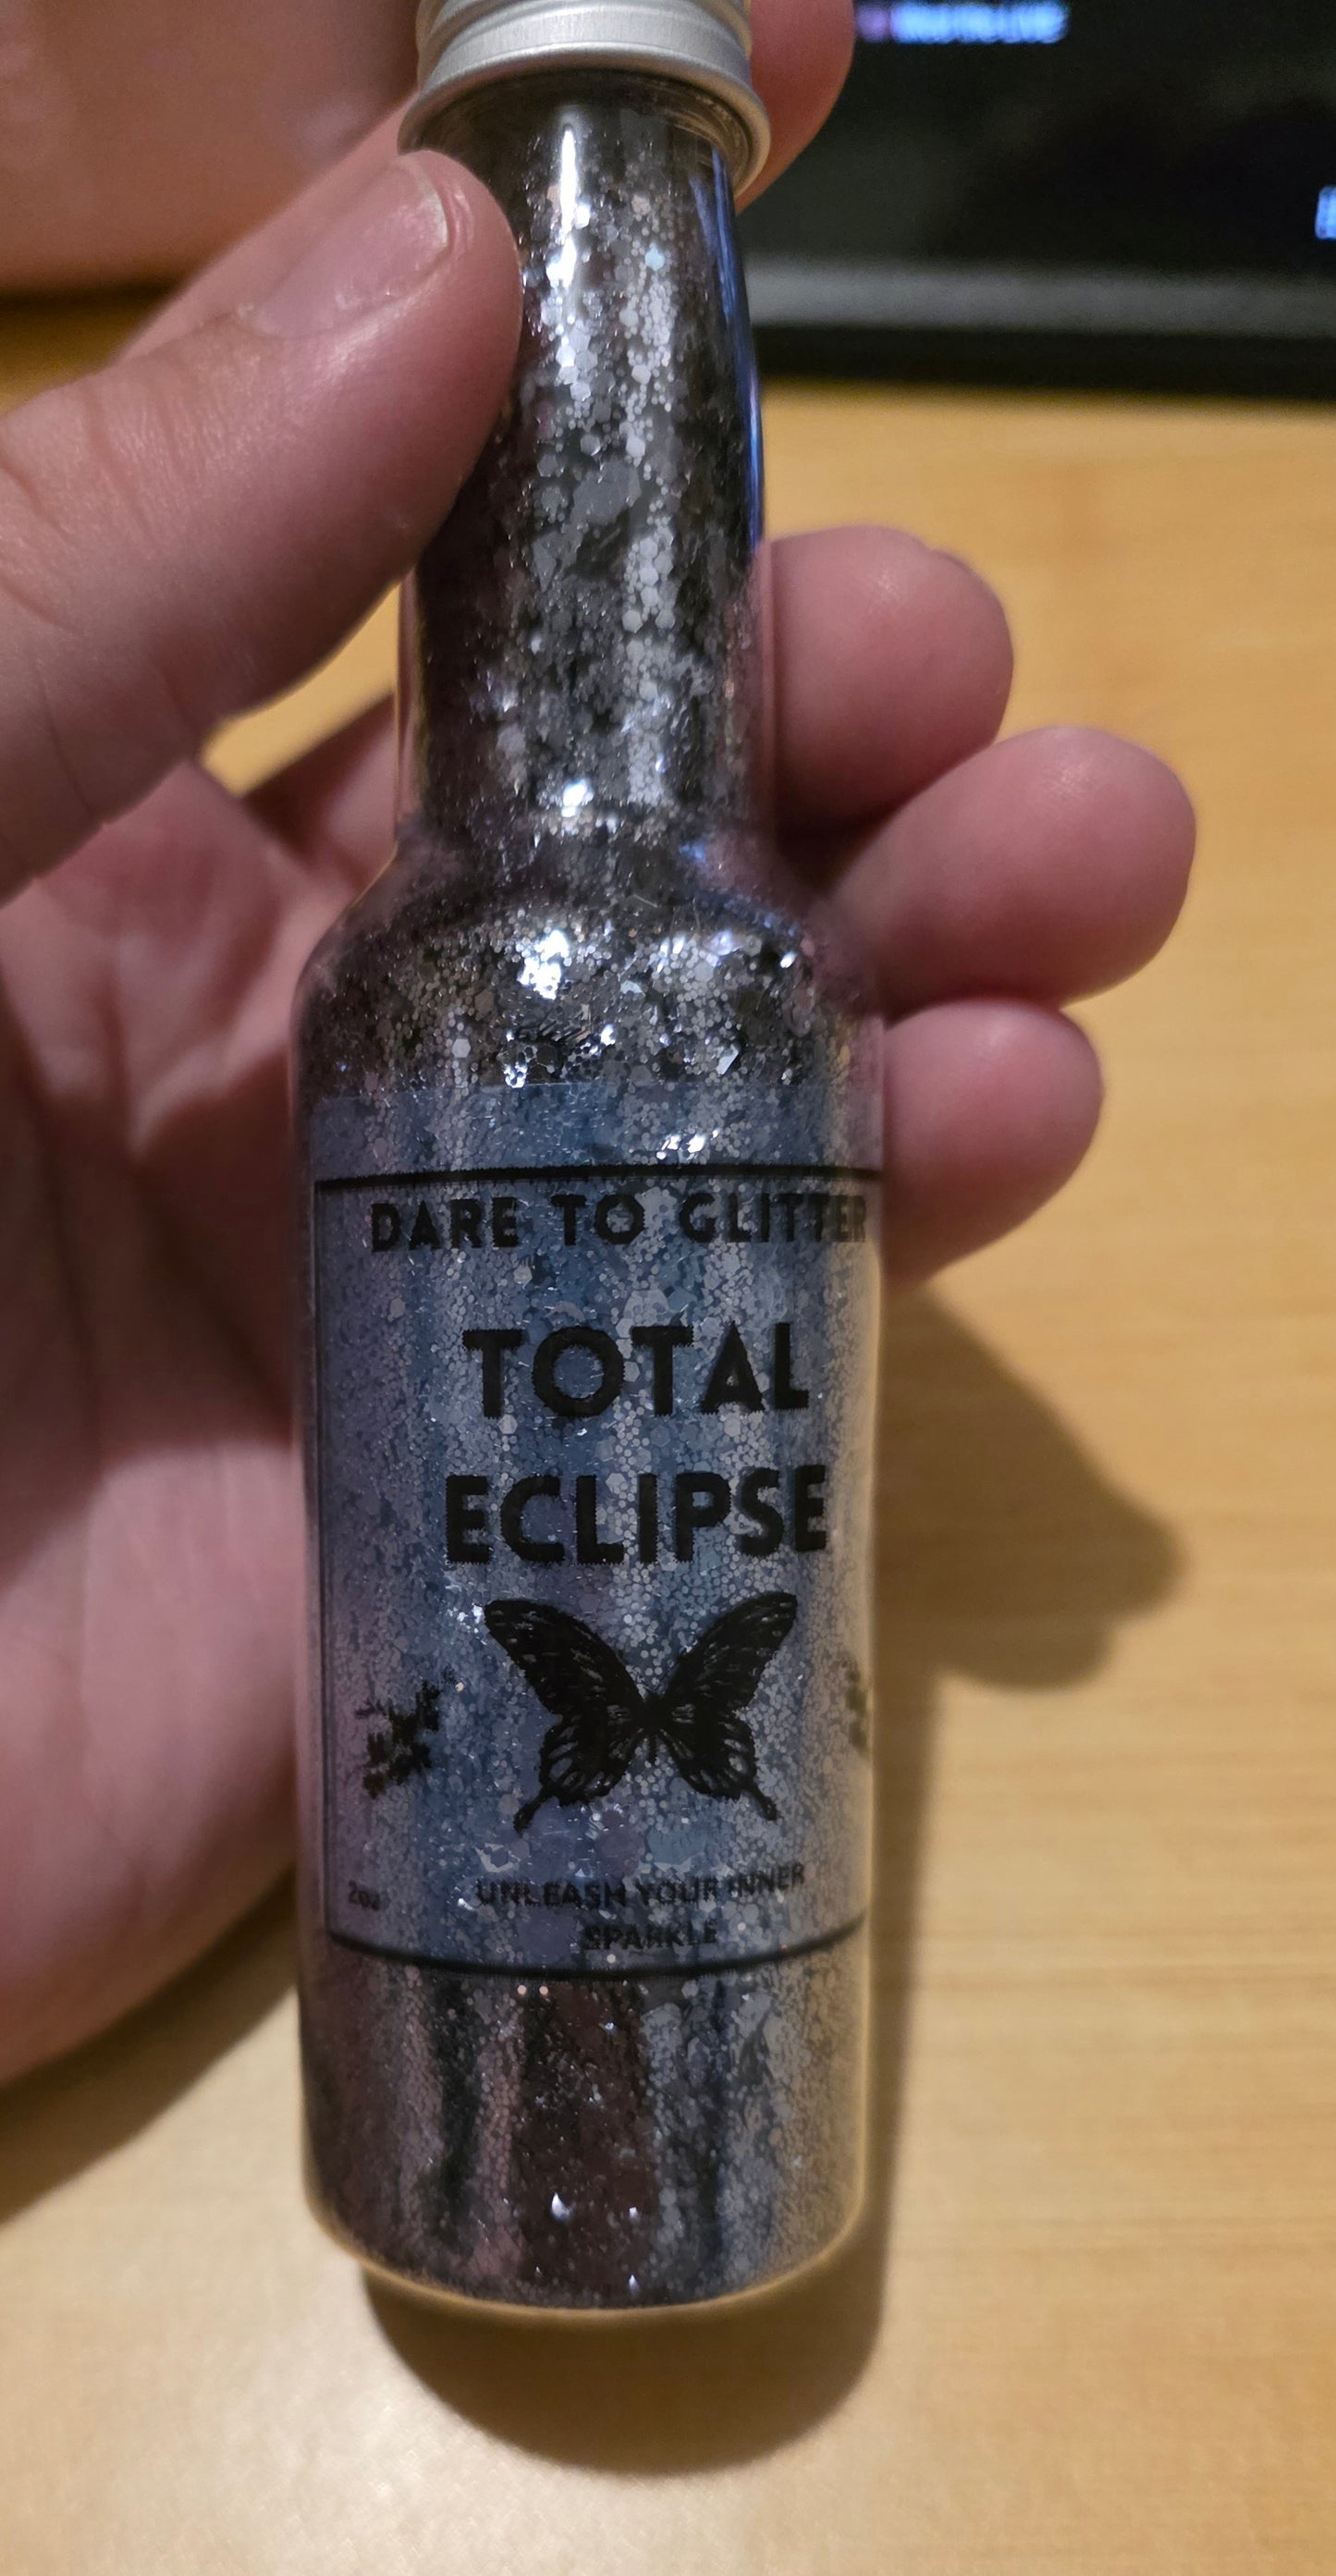 DARE TO GLITTER
TOTAL
ECLIPSE
2oz
UNLEASH YOUR INNER
SPARKLE